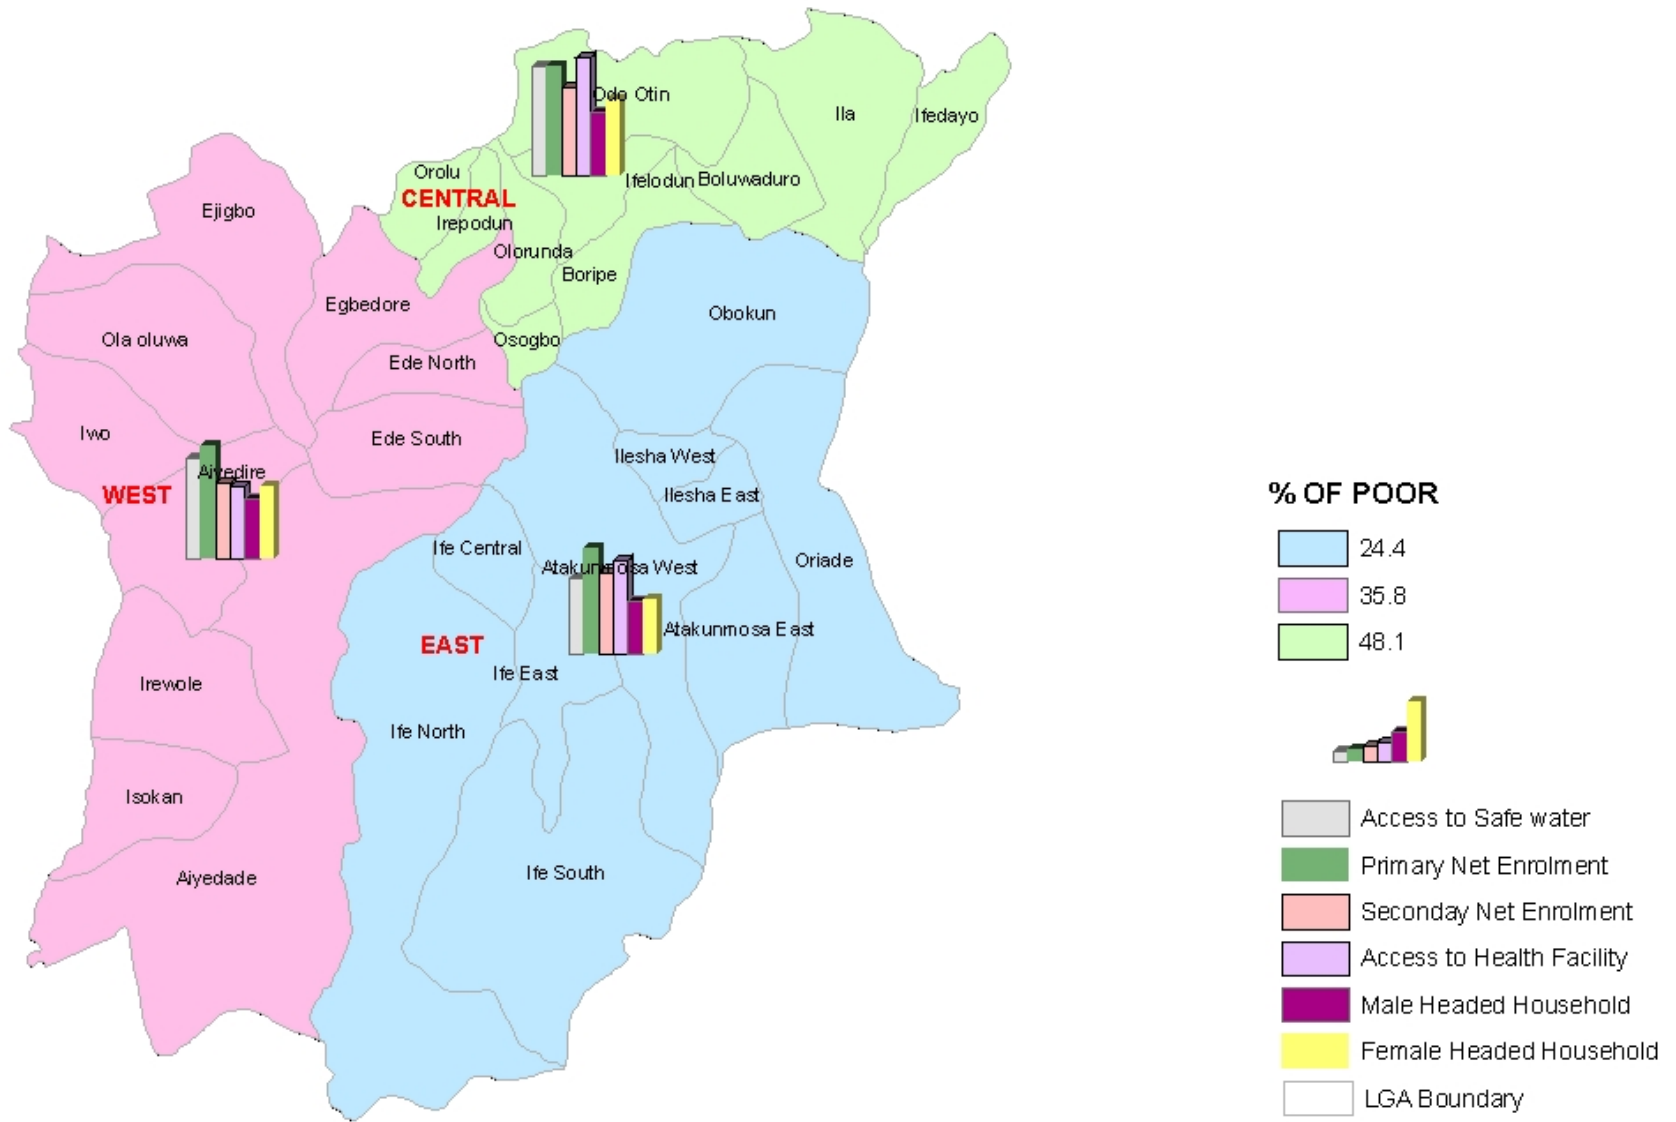 Odo Otin
Ila
Ifedayo
Orolu
Ifelodun
Boluwaduro
CENTRAL
Ejigbo
Irepodun
Olorunda
Boripe
Egbedore
Obokun
Ola oluwa
Osogbo
Ede North
Iwo
Ede South
Ilesha West
Aiyedire
WEST
Ilesha East
Ife Central
Atakunmosa West
Oriade
Atakunmosa East
EAST
Ife East
Irewole
Ife North
Isokan
Ife South
Aiyedade
% OF POOR
24.4
35.8
48.1
Access to Safe water
Primary Net Enrolment
Seconday Net Enrolment
Access to Health Facility
Male Headed Household
Female Headed Household
LGA Boundary